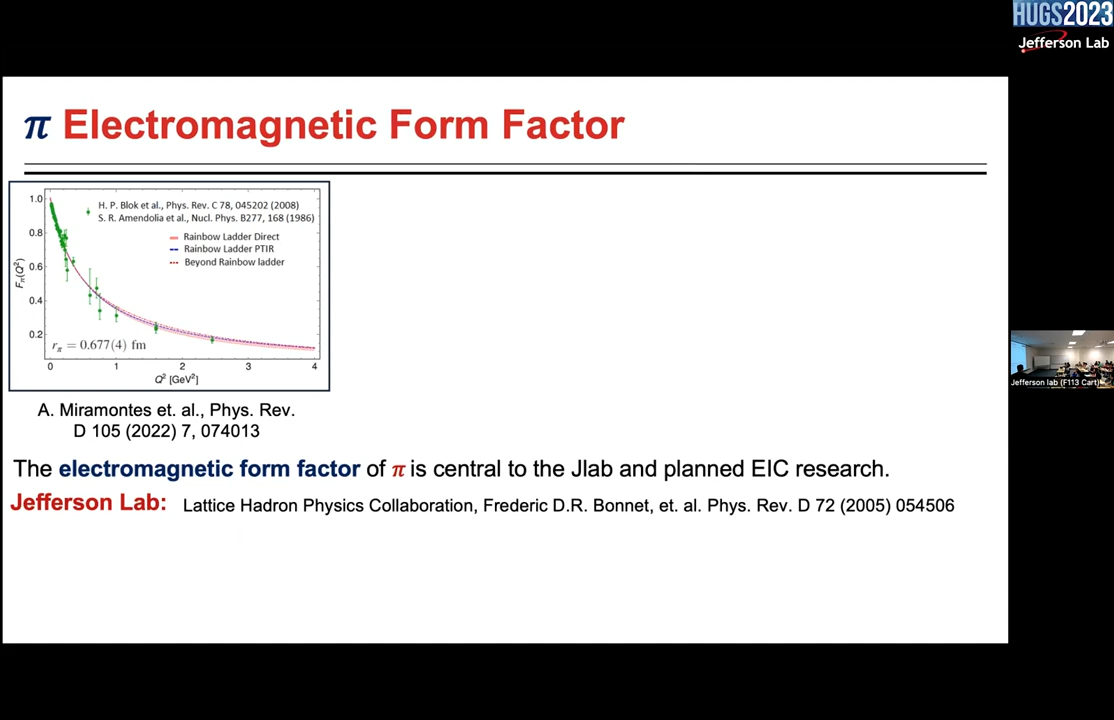 HUGS2023
Jefferson Lab
π Electromagnetic Form Factor
H. P. Blok et al., Phys. Rev. C 78, 045202 (2008)
S. R. Amendolia et al., Nucl. Phys. B277, 168 (1986)
Rainbow Ladder Direct
Rainbow Ladder PTIR
Beyond Rainbow ladder
1.0
0.8
0.6
0.4
0.2
Fπ(Q²)
rπ = 0.677(4) fm
0 1 2 3 4
Q² [GeV²]
A. Miramontes et. al., Phys. Rev.
D 105 (2022) 7, 074013
The electromagnetic form factor of π is central to the Jlab and planned EIC research.
Jefferson Lab: Lattice Hadron Physics Collaboration, Frederic D.R. Bonnet, et. al. Phys. Rev. D 72 (2005) 054506
Jefferson lab (F113 Cart)